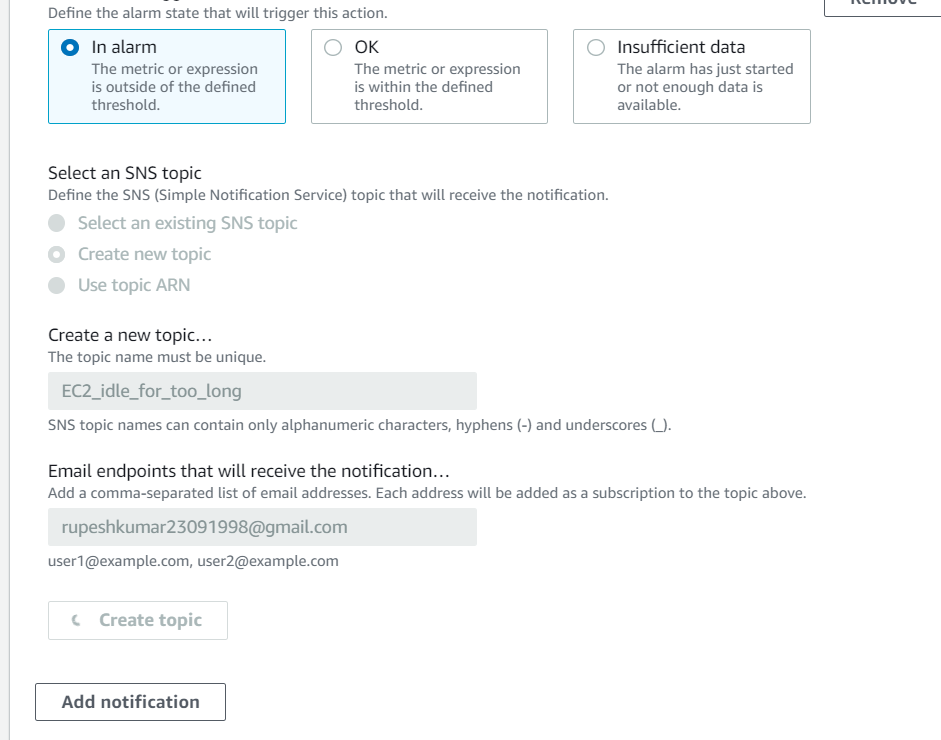 Define the alarm state that will trigger this action.
Remove
In alarm
The metric or expression
is outside of the defined
threshold.
OK
The metric or expression
is within the defined
threshold.
Insufficient data
The alarm has just started
or not enough data is
available.
Select an SNS topic
Define the SNS (Simple Notification Service) topic that will receive the notification.
Select an existing SNS topic
Create new topic
Use topic ARN
Create a new topic…
The topic name must be unique.
EC2_idle_for_too_long
SNS topic names can contain only alphanumeric characters, hyphens (-) and underscores (_).
Email endpoints that will receive the notification…
Add a comma-separated list of email addresses. Each address will be added as a subscription to the topic above.
rupeshkumar23091998@gmail.com
user1@example.com, user2@example.com
Create topic
Add notification